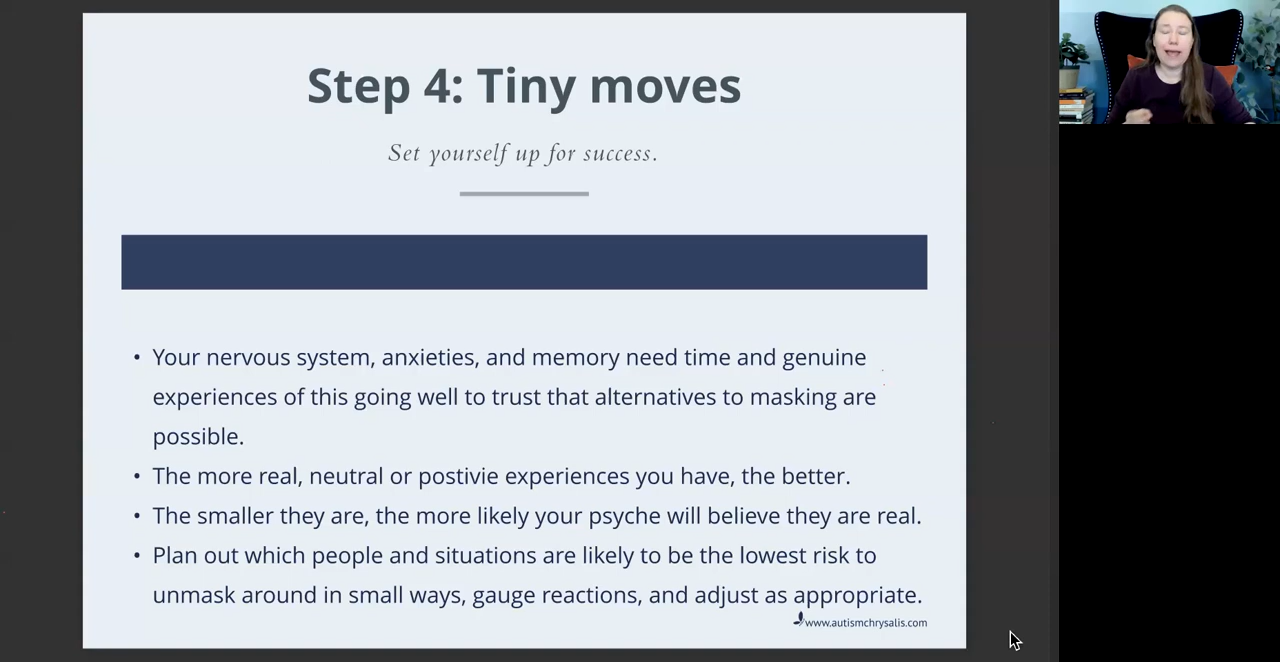 Step 4: Tiny moves
Set yourself up for success.
• Your nervous system, anxieties, and memory need time and genuine
experiences of this going well to trust that alternatives to masking are
possible.
• The more real, neutral or postivie experiences you have, the better.
• The smaller they are, the more likely your psyche will believe they are real.
• Plan out which people and situations are likely to be the lowest risk to
unmask around in small ways, gauge reactions, and adjust as appropriate.
www.autismchrysalis.com